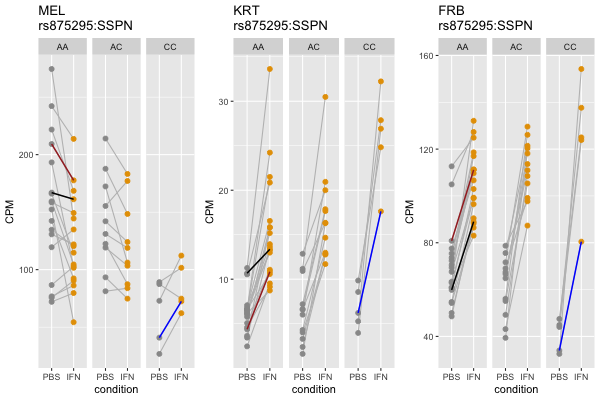 MEL
rs875295:SSPN
AA
AC
CC
200
100
CPM
PBS IFN PBS IFN PBS IFN
condition
KRT
rs875295:SSPN
AA
AC
CC
30
20
10
CPM
PBS IFN PBS IFN PBS IFN
condition
FRB
rs875295:SSPN
AA
AC
CC
160
120
80
40
CPM
PBS IFN PBS IFN PBS IFN
condition